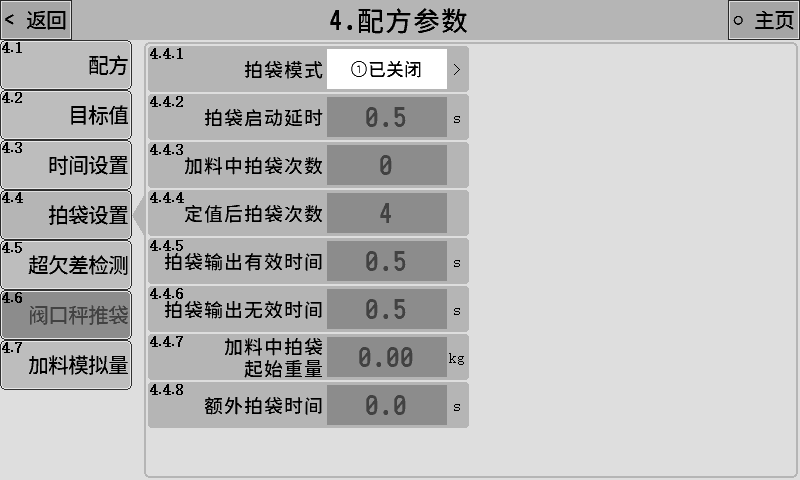 < 返回
4.配方参数
主页
4.1
配方
4.2
目标值
4.3
时间设置
4.4
拍袋设置
4.5
超欠差检测
4.6
阀口秤推袋
4.7
加料模拟量
4.4.1
拍袋模式
①已关闭
>
4.4.2
拍袋启动延时
0.5
s
4.4.3
加料中拍袋次数
0
4.4.4
定值后拍袋次数
4
4.4.5
拍袋输出有效时间
0.5
s
4.4.6
拍袋输出无效时间
0.5
s
4.4.7
加料中拍袋
起始重量
0.00
kg
4.4.8
额外拍袋时间
0.0
s